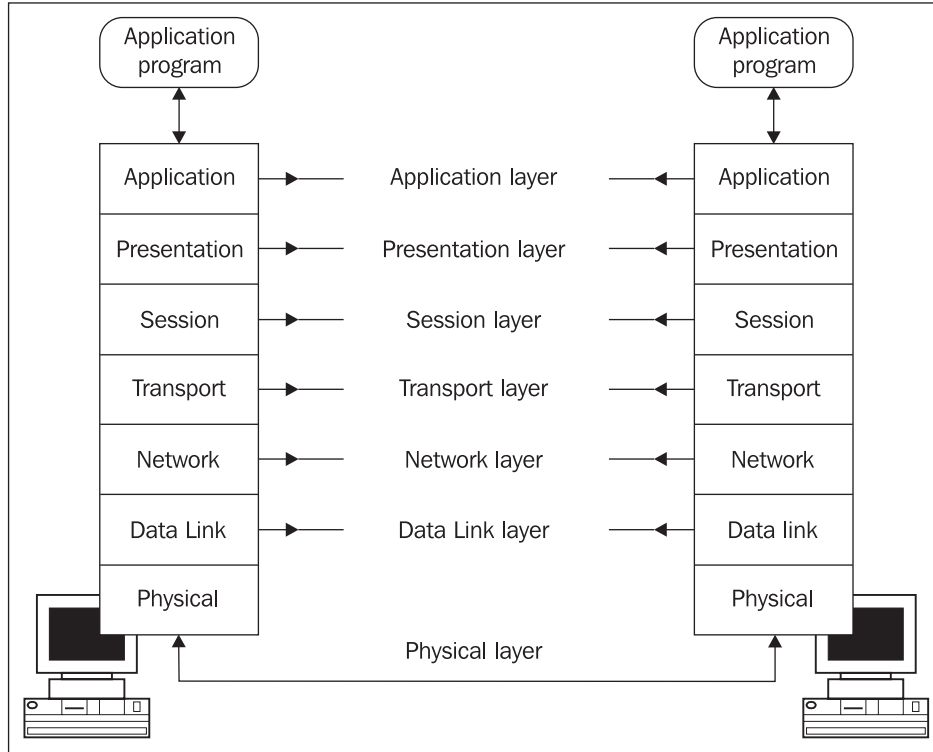 Application
program
Application
program
Application
Application layer
Application
Presentation
Presentation layer
Presentation
Session
Session layer
Session
Transport
Transport layer
Transport
Network
Network layer
Network
Data Link
Data Link layer
Data link
Physical
Physical
Physical layer